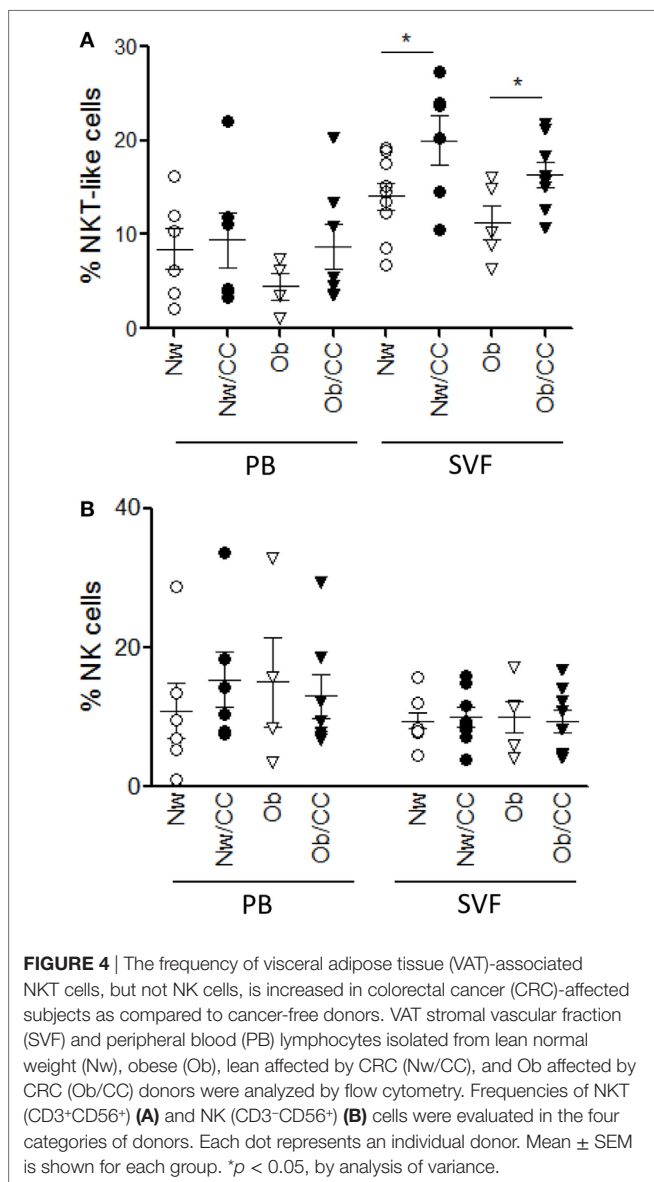 A
% NKT-like cells
30
20
10
0
* *
Nw Nw/CC Ob Ob/CC Nw Nw/CC Ob Ob/CC
PB SVF
B
% NK cells
40
20
0
Nw Nw/CC Ob Ob/CC Nw Nw/CC Ob Ob/CC
PB SVF
FIGURE 4 | The frequency of visceral adipose tissue (VAT)-associated
NKT cells, but not NK cells, is increased in colorectal cancer (CRC)-affected
subjects as compared to cancer-free donors. VAT stromal vascular fraction
(SVF) and peripheral blood (PB) lymphocytes isolated from lean normal
weight (Nw), obese (Ob), lean affected by CRC (Nw/CC), and Ob affected by
CRC (Ob/CC) donors were analyzed by flow cytometry. Frequencies of NKT
(CD3⁺CD56⁺) (A) and NK (CD3⁻CD56⁺) (B) cells were evaluated in the four
categories of donors. Each dot represents an individual donor. Mean ± SEM
is shown for each group. *p < 0.05, by analysis of variance.